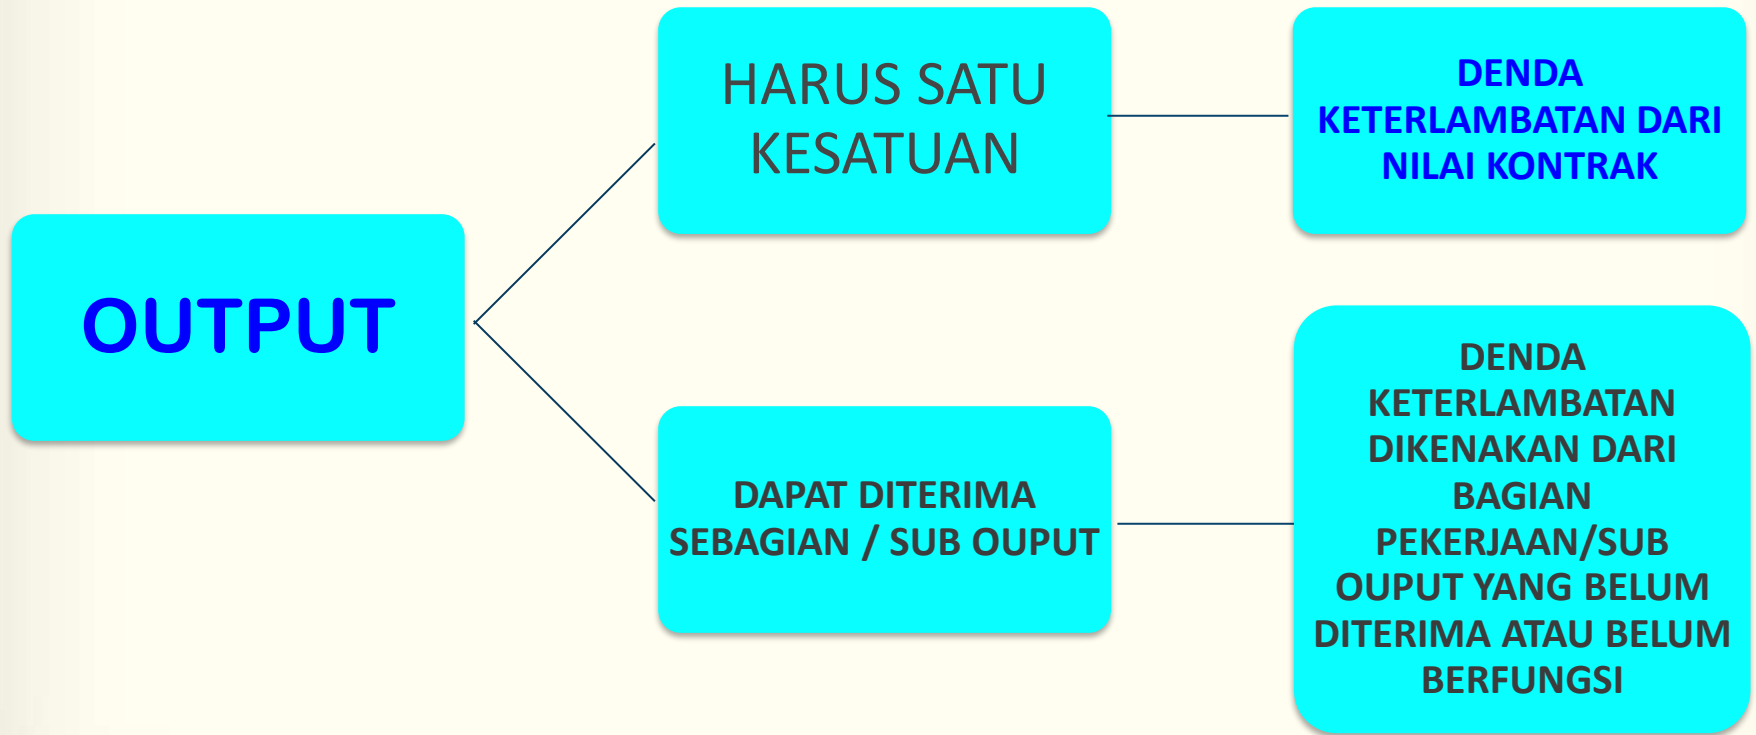 OUTPUT
HARUS SATU
KESATUAN
DENDA
KETERLAMBATAN DARI
NILAI KONTRAK
DAPAT DITERIMA
SEBAGIAN / SUB OUPUT
DENDA
KETERLAMBATAN
DIKENAKAN DARI
BAGIAN
PEKERJAAN/SUB
OUPUT YANG BELUM
DITERIMA ATAU BELUM
BERFUNGSI